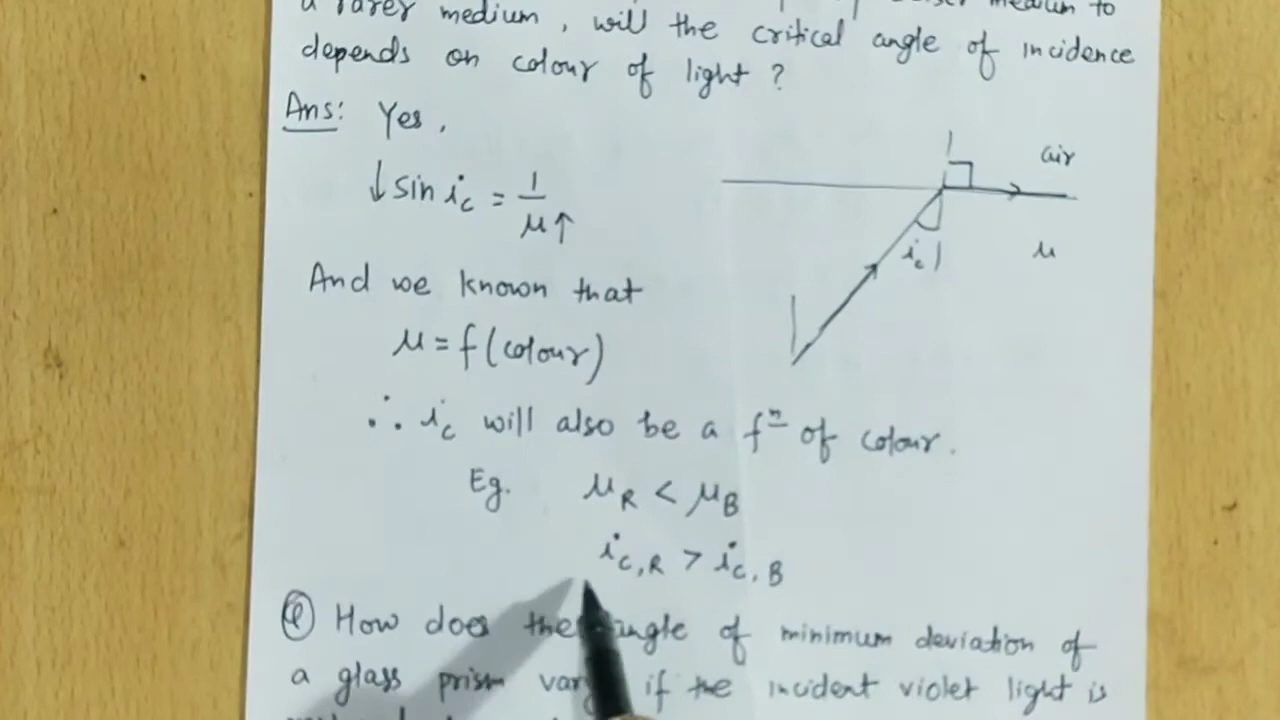 a rarer medium, will the critical angle of incidence
depends on colour of light ?
Ans: Yes,
↓ sin i_c = 1/μ↑
And we known that
μ = f(colour)
∴ i_c will also be a fⁿ of colour.
Eg. μ_R < μ_B
i_c,R > i_c,B
air
μ
i_c
Q How does the angle of minimum deviation of
a glass prism vary if the incident violet light is